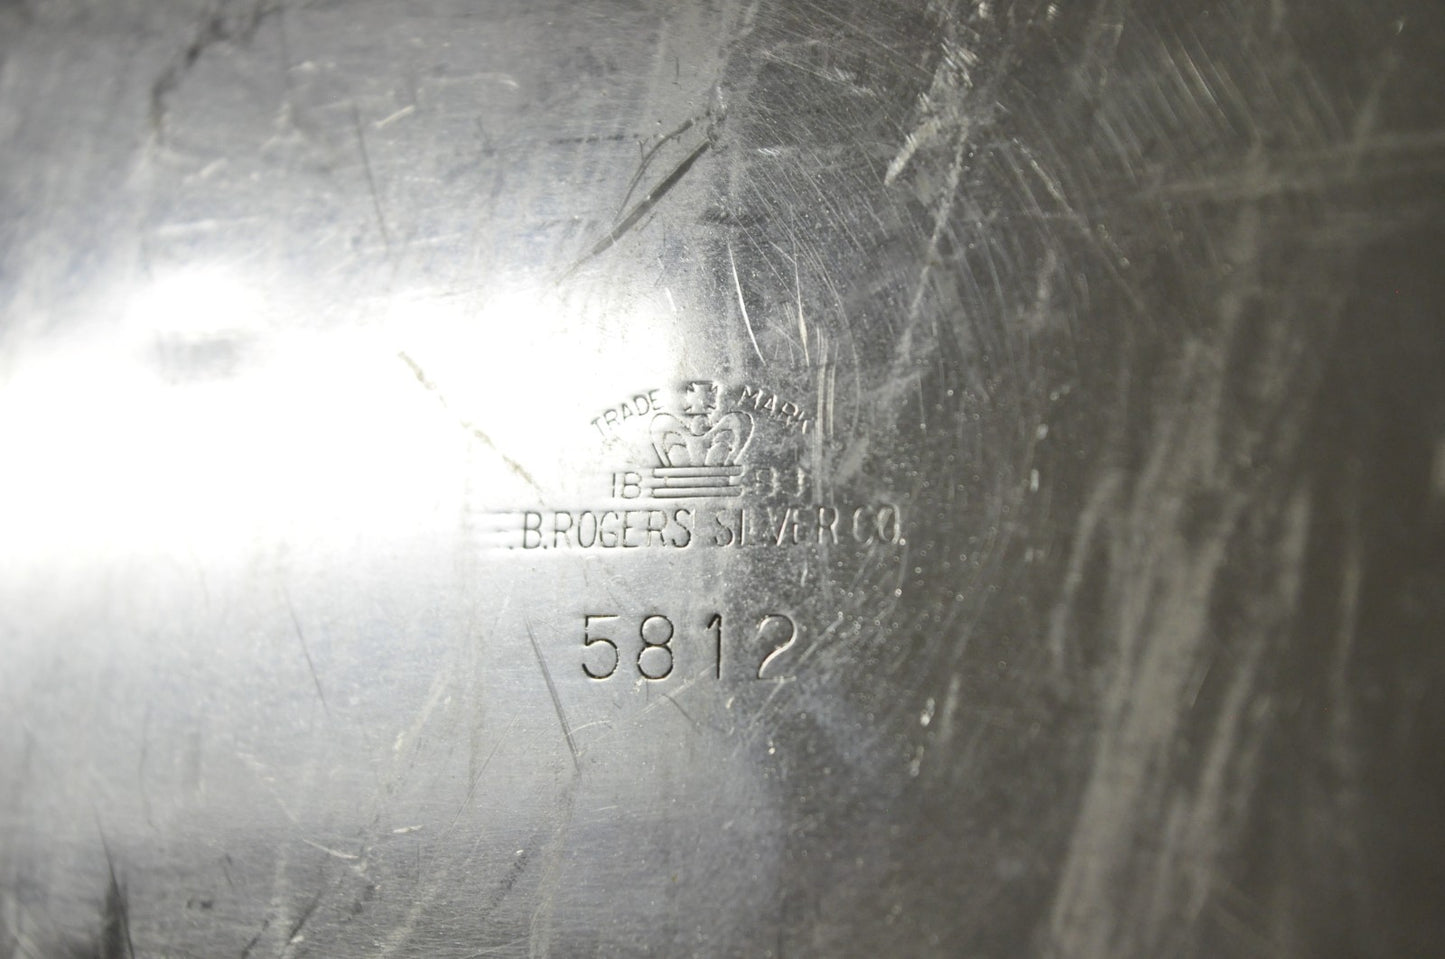 TRADE MARK
18 83
.B.ROGERS SILVER CO.
5812